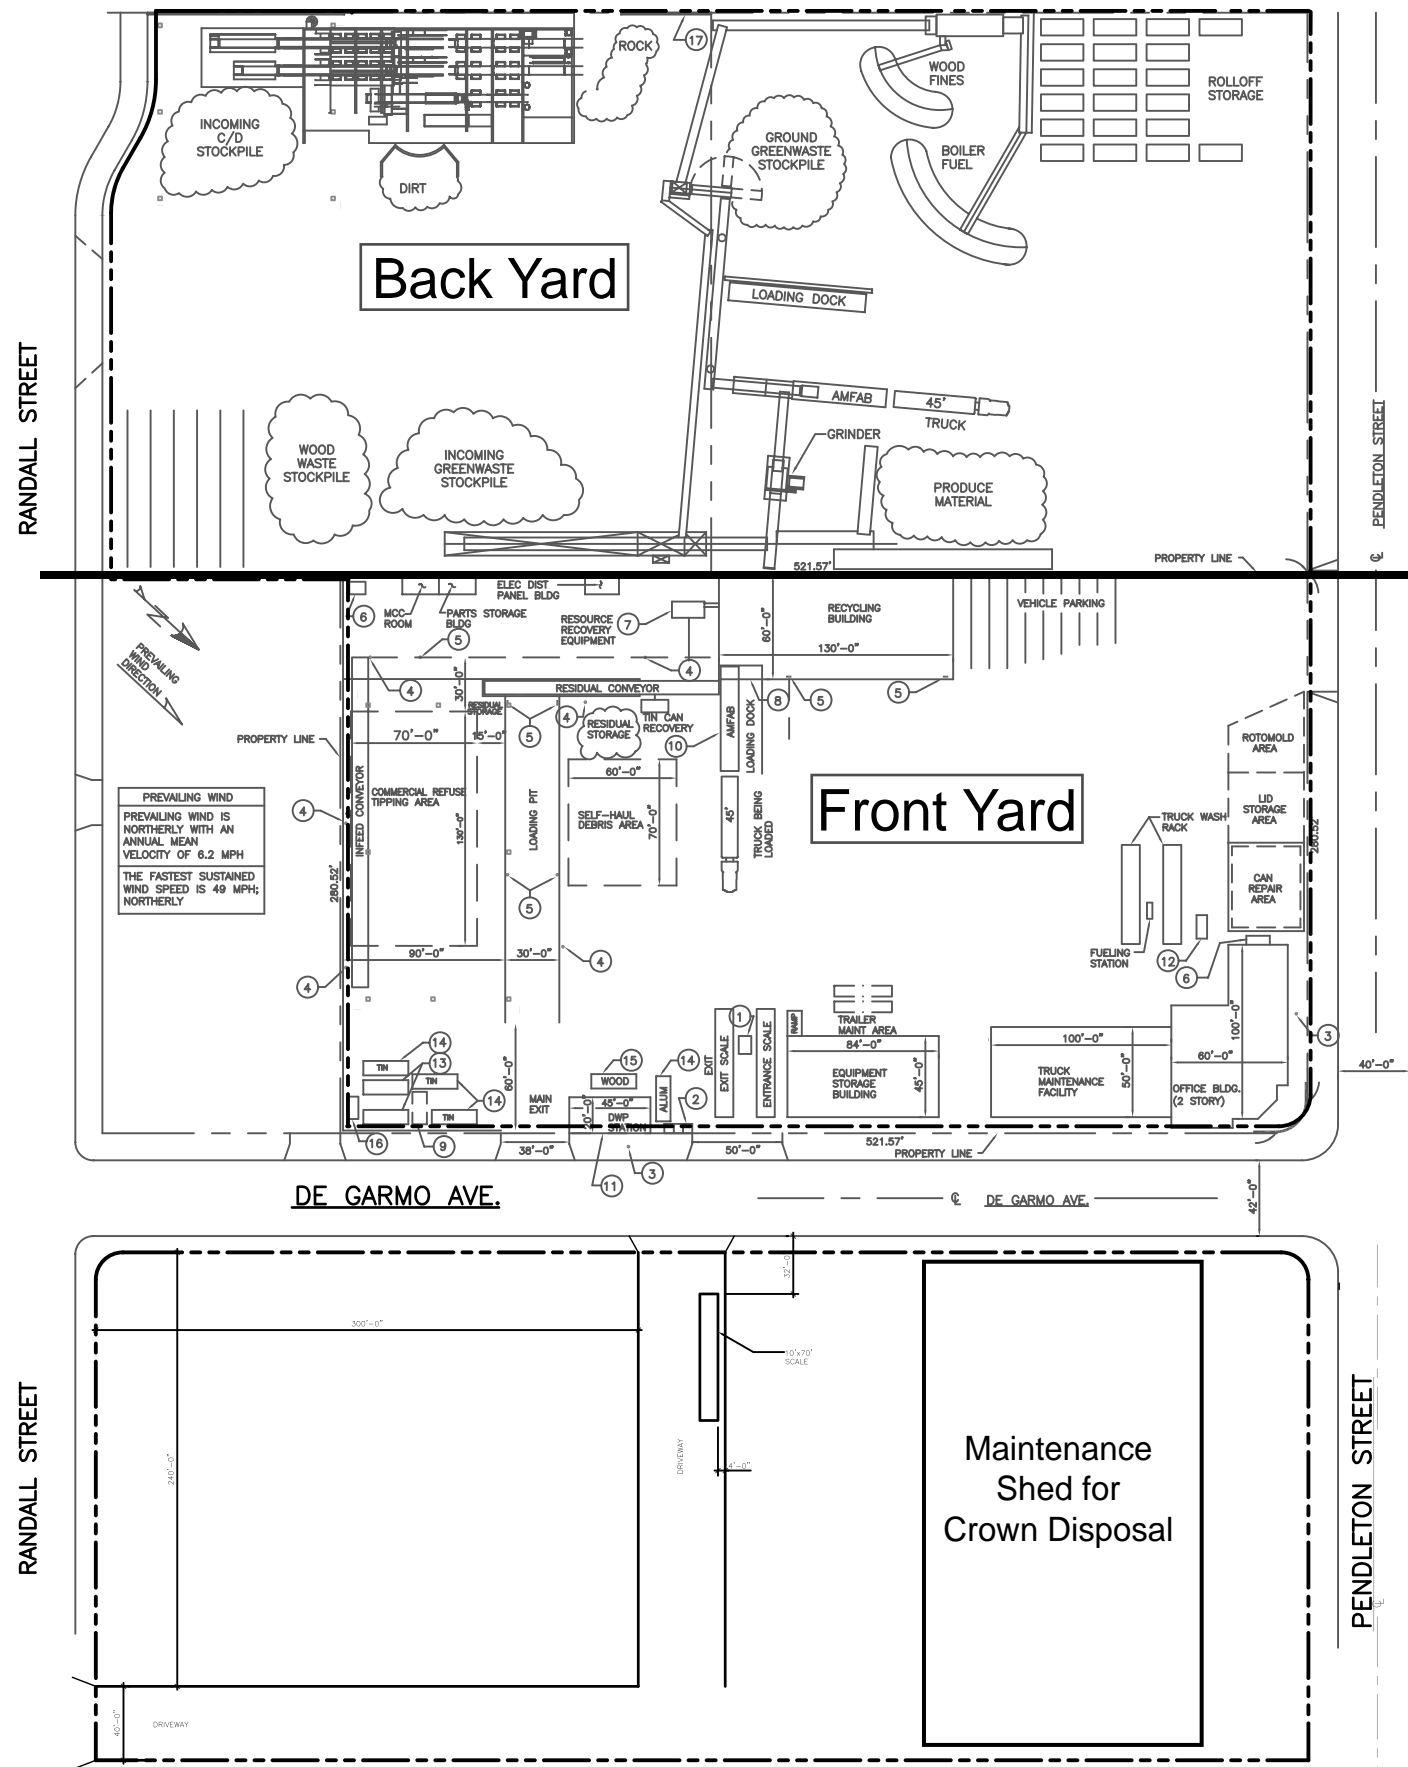 17
ROCK
WOOD
FINES
ROLLOFF
STORAGE
INCOMING
C/D
STOCKPILE
GROUND
GREENWASTE
STOCKPILE
BOILER
FUEL
DIRT
Back Yard
LOADING DOCK
RANDALL STREET
AMFAB
45'
TRUCK
PENDLETON STREET
GRINDER
WOOD
WASTE
STOCKPILE
INCOMING
GREENWASTE
STOCKPILE
PRODUCE
MATERIAL
PROPERTY LINE
℄
521.57'
6
MCC
ROOM
PARTS STORAGE
BLDG
ELEC DIST
PANEL BLDG
RESOURCE
RECOVERY
EQUIPMENT
7
60'-0"
RECYCLING
BUILDING
130'-0"
VEHICLE PARKING
N
PREVAILING
WIND
DIRECTION
5
4
4
30'-0"
RESIDUAL CONVEYOR
RESIDUAL
STORAGE
4
RESIDUAL
STORAGE
TIN CAN
RECOVERY
AMFAB
LOADING DOCK
8
5
5
10
5
PROPERTY LINE
70'-0"
15'-0"
ROTOMOLD
AREA
60'-0"
PREVAILING WIND
PREVAILING WIND IS
NORTHERLY WITH AN
ANNUAL MEAN
VELOCITY OF 6.2 MPH
THE FASTEST SUSTAINED
WIND SPEED IS 49 MPH;
NORTHERLY
4
INFEED CONVEYOR
COMMERCIAL REFUSE
TIPPING AREA
130'-0"
LOADING PIT
SELF-HAUL
DEBRIS AREA
70'-0"
45'
TRUCK BEING
LOADED
Front Yard
TRUCK WASH
RACK
LID
STORAGE
AREA
280.52'
280.52'
CAN
REPAIR
AREA
5
90'-0"
30'-0"
4
4
FUELING
STATION
12
6
1
RAMP
TRAILER
MAINT AREA
100'-0"
3
EXIT
EXIT SCALE
ENTRANCE SCALE
84'-0"
EQUIPMENT
STORAGE
BUILDING
45'-0"
100'-0"
TRUCK
MAINTENANCE
FACILITY
50'-0"
60'-0"
OFFICE BLDG.
(2 STORY)
40'-0"
14
13
TIN
TIN
14
TIN
16
9
60'-0"
MAIN
EXIT
15
WOOD
14
ALUM
2
45'-0"
20'-0"
DWP
STATION
38'-0"
11
3
50'-0"
521.57'
PROPERTY LINE
DE GARMO AVE.
℄ DE GARMO AVE.
42'-0"
32'-0"
300'-0"
10'x70'
SCALE
RANDALL STREET
240'-0"
DRIVEWAY
4'-0"
Maintenance
Shed for
Crown Disposal
PENDLETON STREET
℄
40'-0"
DRIVEWAY